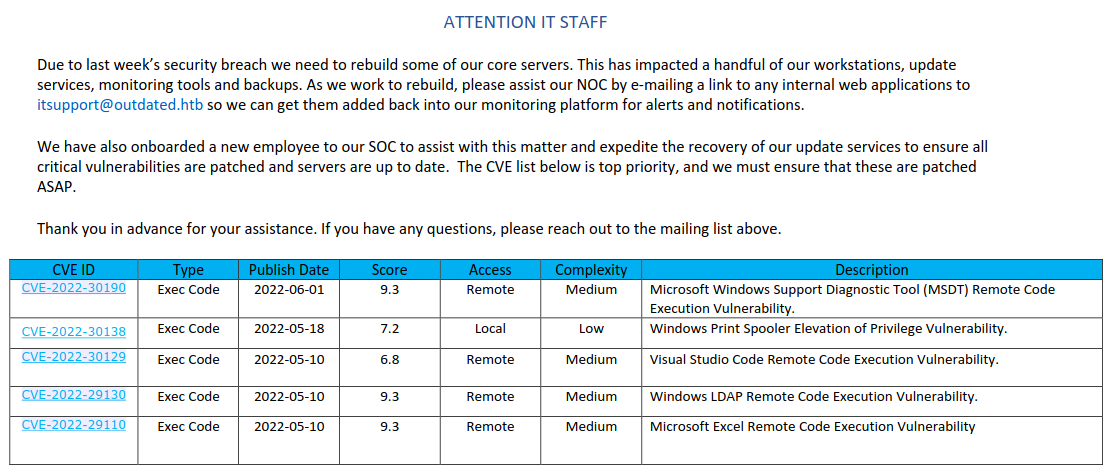 ATTENTION IT STAFF
Due to last week's security breach we need to rebuild some of our core servers. This has impacted a handful of our workstations, update
services, monitoring tools and backups. As we work to rebuild, please assist our NOC by e-mailing a link to any internal web applications to
itsupport@outdated.htb so we can get them added back into our monitoring platform for alerts and notifications.
We have also onboarded a new employee to our SOC to assist with this matter and expedite the recovery of our update services to ensure all
critical vulnerabilities are patched and servers are up to date.  The CVE list below is top priority, and we must ensure that these are patched
ASAP.
Thank you in advance for your assistance. If you have any questions, please reach out to the mailing list above.
CVE ID Type Publish Date Score Access Complexity Description
CVE-2022-30190 Exec Code 2022-06-01 9.3 Remote Medium Microsoft Windows Support Diagnostic Tool (MSDT) Remote Code
Execution Vulnerability.
CVE-2022-30138 Exec Code 2022-05-18 7.2 Local Low Windows Print Spooler Elevation of Privilege Vulnerability.
CVE-2022-30129 Exec Code 2022-05-10 6.8 Remote Medium Visual Studio Code Remote Code Execution Vulnerability.
CVE-2022-29130 Exec Code 2022-05-10 9.3 Remote Medium Windows LDAP Remote Code Execution Vulnerability.
CVE-2022-29110 Exec Code 2022-05-10 9.3 Remote Medium Microsoft Excel Remote Code Execution Vulnerability